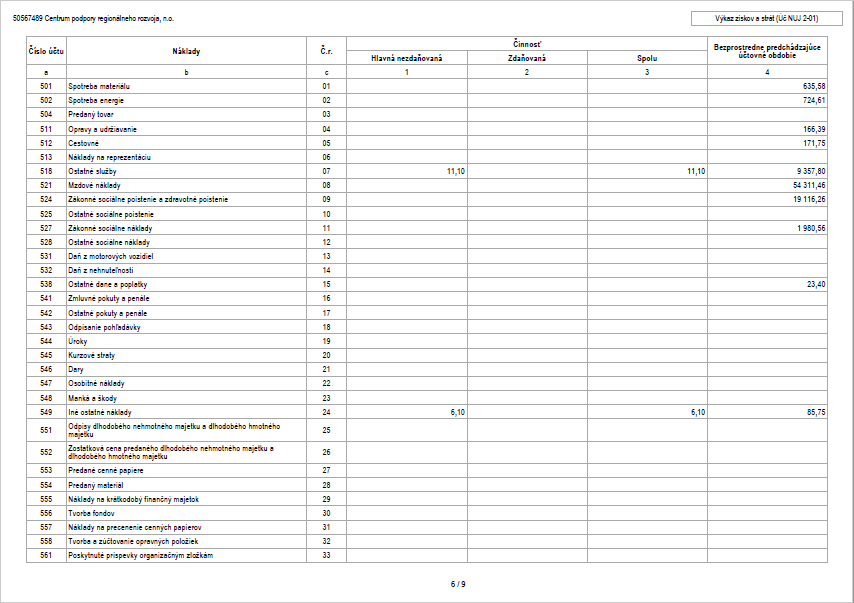 50567489 Centrum podpory regionálneho rozvoja, n.o.
Výkaz ziskov a strát (Úč NUJ 2-01)
Číslo účtu Náklady Č.r. Činnosť Bezprostredne predchádzajúce účtovné obdobie
Hlavná nezdaňovaná Zdaňovaná Spolu
a b c 1 2 3 4
501 Spotreba materiálu 01 635,58
502 Spotreba energie 02 724,61
504 Predaný tovar 03
511 Opravy a udržiavanie 04 166,39
512 Cestovné 05 171,75
513 Náklady na reprezentáciu 06
518 Ostatné služby 07 11,10 11,10 9 357,80
521 Mzdové náklady 08 54 311,46
524 Zákonné sociálne poistenie a zdravotné poistenie 09 19 116,26
525 Ostatné sociálne poistenie 10
527 Zákonné sociálne náklady 11 1 980,56
528 Ostatné sociálne náklady 12
531 Daň z motorových vozidiel 13
532 Daň z nehnuteľnosti 14
538 Ostatné dane a poplatky 15 23,40
541 Zmluvné pokuty a penále 16
542 Ostatné pokuty a penále 17
543 Odpísanie pohľadávky 18
544 Úroky 19
545 Kurzové straty 20
546 Dary 21
547 Osobitné náklady 22
548 Manká a škody 23
549 Iné ostatné náklady 24 6,10 6,10 85,75
551 Odpisy dlhodobého nehmotného majetku a dlhodobého hmotného
majetku 25
552 Zostatková cena predaného dlhodobého nehmotného majetku a
dlhodobého hmotného majetku 26
553 Predané cenné papiere 27
554 Predaný materiál 28
555 Náklady na krátkodobý finančný majetok 29
556 Tvorba fondov 30
557 Náklady na precenenie cenných papierov 31
558 Tvorba a zúčtovanie opravných položiek 32
561 Poskytnuté príspevky organizačným zložkám 33
6 / 9